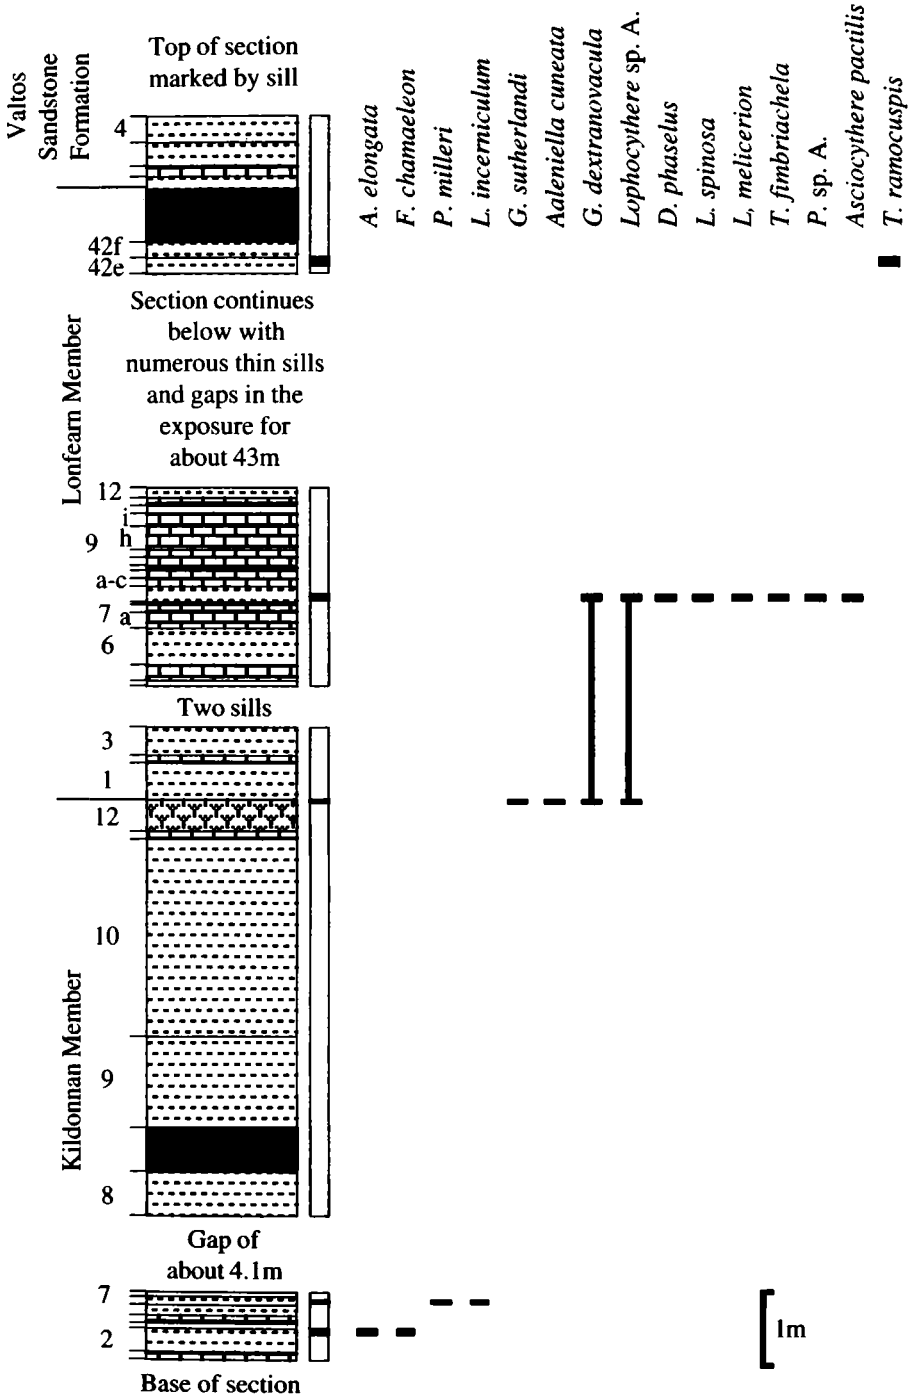 Valtos
Sandstone
Formation
Top of section
marked by sill
A. elongata
F. chamaeleon
P. milleri
L. incerniculum
G. sutherlandi
Aaleniella cuneata
G. dextranovacula
Lophocythere sp. A.
D. phaselus
L. spinosa
L, melicerion
T. fimbriachela
P. sp. A.
Asciocythere pactilis
T. ramocuspis
4
42f
42e
Lonfearn Member
Section continues
below with
numerous thin sills
and gaps in the
exposure for
about 43m
12
i
9 h
a-c
7 a
6
Two sills
3
1
12
10
Kildonnan Member
9
8
Gap of
about 4.1m
7
2
1m
Base of section